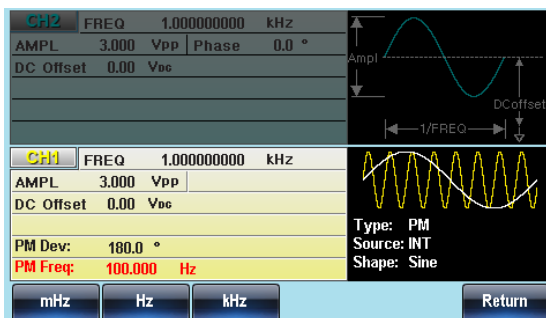 CH2 FREQ 1.000000000 kHz
AMPL 3.000 Vpp Phase 0.0 °
DC Offset 0.00 VDC
Ampl
DCoffset
1/FREQ
CH1 FREQ 1.000000000 kHz
AMPL 3.000 Vpp
DC Offset 0.00 VDC
PM Dev: 180.0 °
PM Freq: 100.000 Hz
Type: PM
Source: INT
Shape: Sine
mHz Hz kHz Return